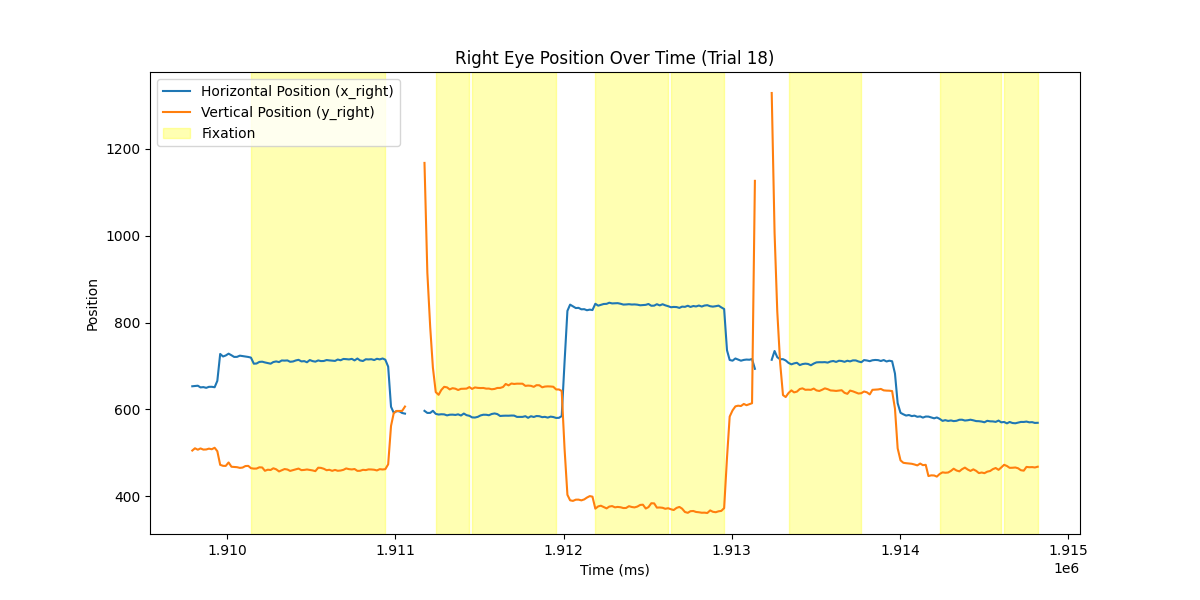 Right Eye Position Over Time (Trial 18)
Horizontal Position (x_right)
Vertical Position (y_right)
Fixation
1200
1000
800
600
400
Position
1.910 1.911 1.912 1.913 1.914 1.915
1e6
Time (ms)